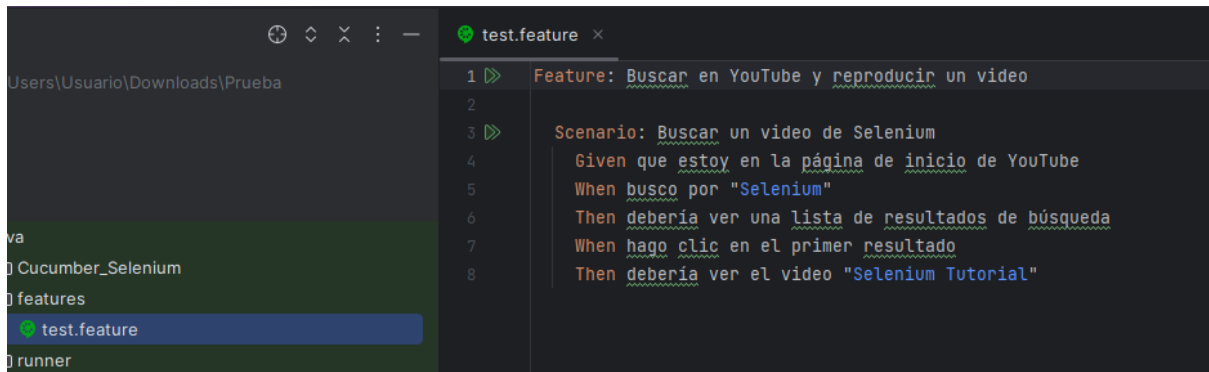 Users\Usuario\Downloads\Prueba
va
Cucumber_Selenium
features
test.feature
runner
test.feature
1 Feature: Buscar en YouTube y reproducir un video
2
3 Scenario: Buscar un video de Selenium
4 Given que estoy en la página de inicio de YouTube
5 When busco por "Selenium"
6 Then debería ver una lista de resultados de búsqueda
7 When hago clic en el primer resultado
8 Then debería ver el video "Selenium Tutorial"